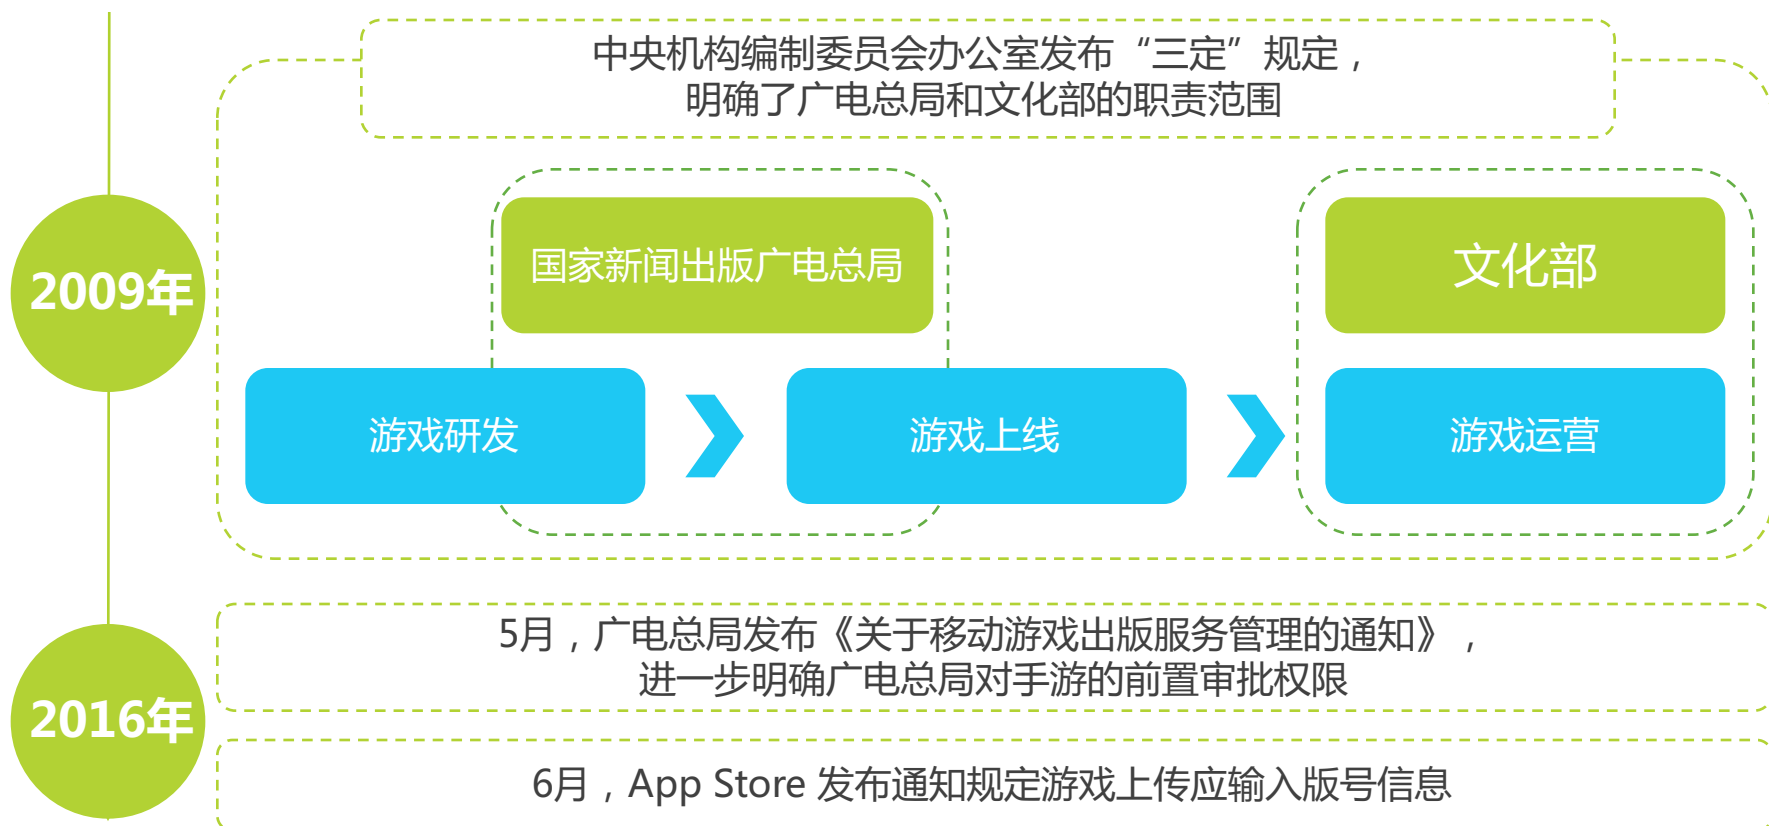 中央机构编制委员会办公室发布“三定”规定，
明确了广电总局和文化部的职责范围
2009年
国家新闻出版广电总局
文化部
游戏研发
游戏上线
游戏运营
2016年
5月，广电总局发布《关于移动游戏出版服务管理的通知》，
进一步明确广电总局对手游的前置审批权限
6月，App Store 发布通知规定游戏上传应输入版号信息